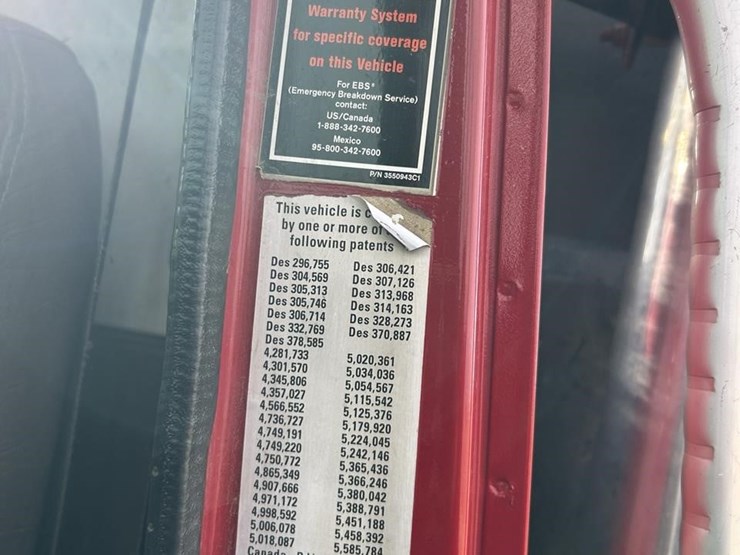 Warranty System
for specific coverage
on this Vehicle
For EBS®
(Emergency Breakdown Service)
contact:
US/Canada
1-888-342-7600
Mexico
95-800-342-7600
P/N 3550943C1
This vehicle is c
by one or more of
following patents
Des 296,755
Des 304,569
Des 305,313
Des 305,746
Des 306,714
Des 332,769
Des 378,585
4,281,733
4,301,570
4,345,806
4,357,027
4,566,552
4,736,727
4,749,191
4,749,220
4,750,772
4,865,349
4,907,666
4,971,172
4,998,592
5,006,078
5,018,087
Canada
Des 306,421
Des 307,126
Des 313,968
Des 314,163
Des 328,273
Des 370,887
5,020,361
5,034,036
5,054,567
5,115,542
5,125,376
5,179,920
5,224,045
5,242,146
5,365,436
5,366,246
5,380,042
5,388,791
5,451,188
5,458,392
5,585,784